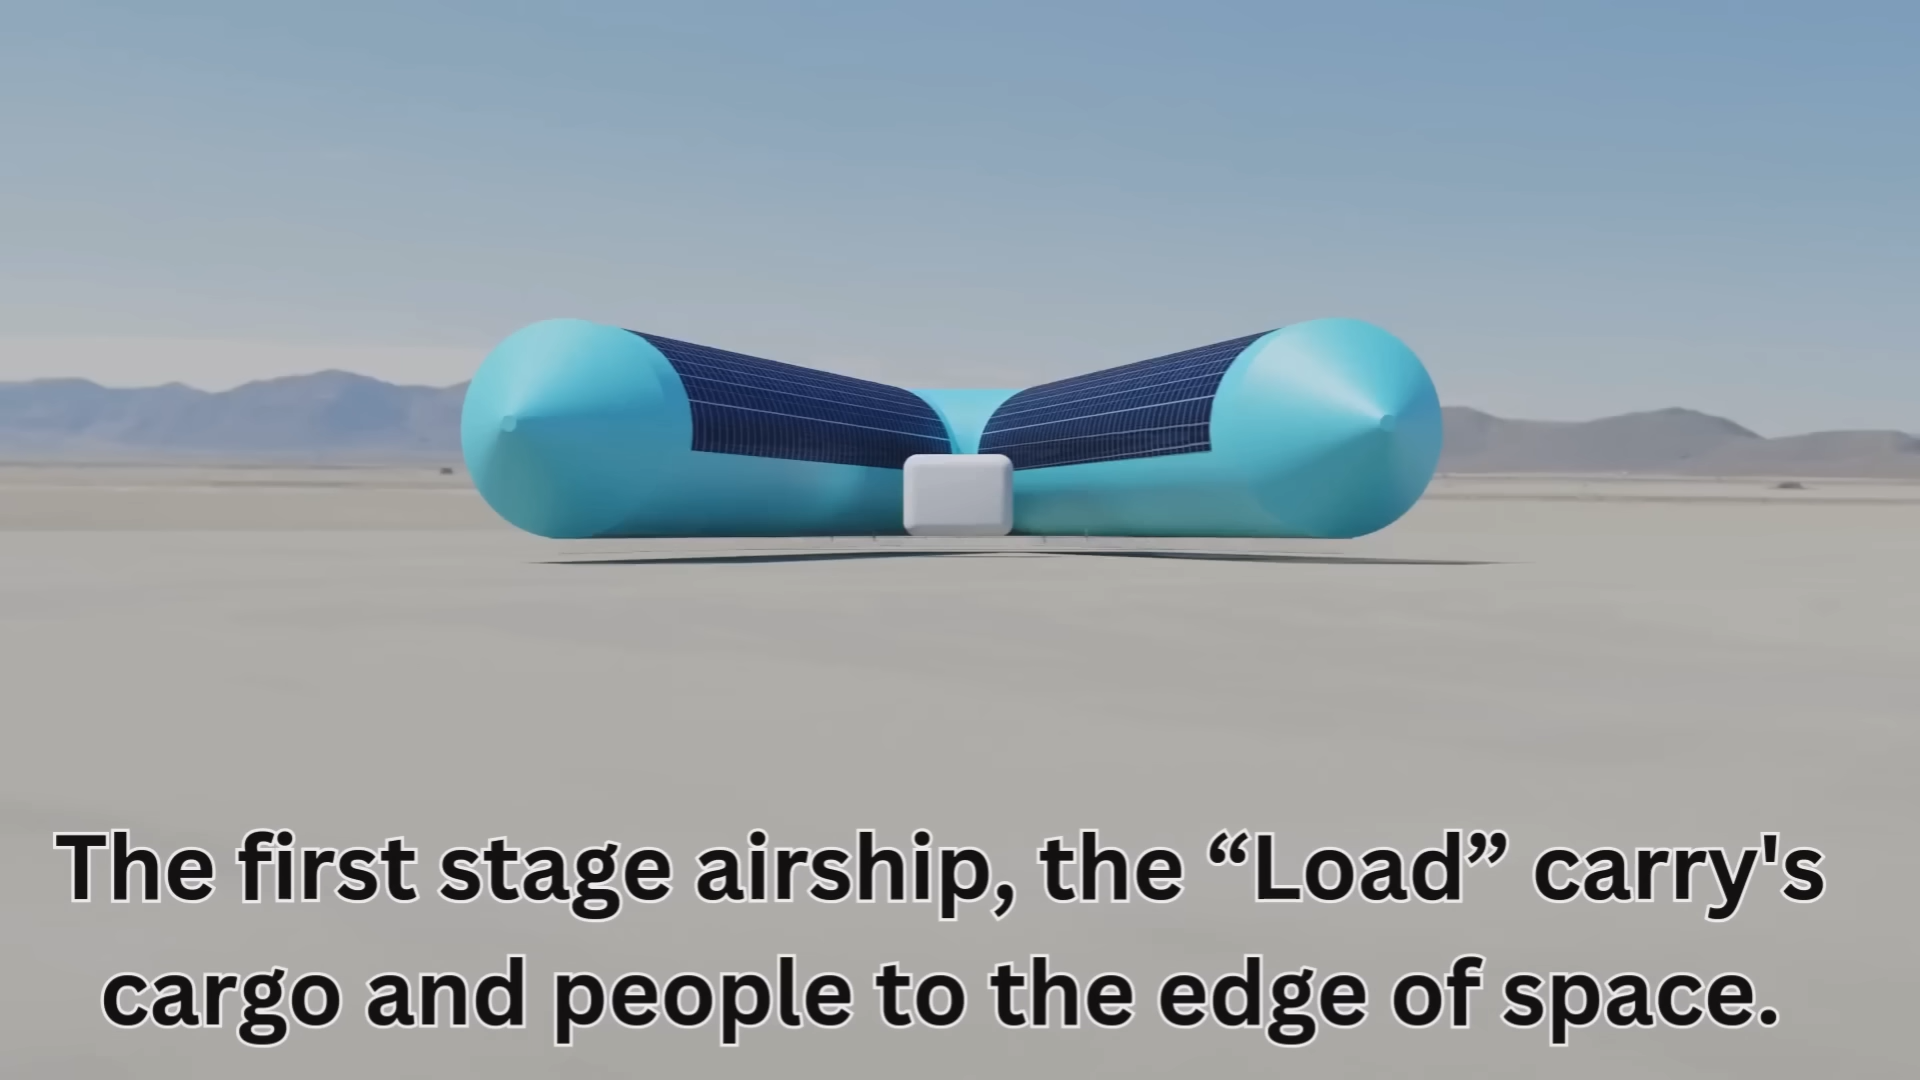 The first stage airship, the “Load” carry's
cargo and people to the edge of space.